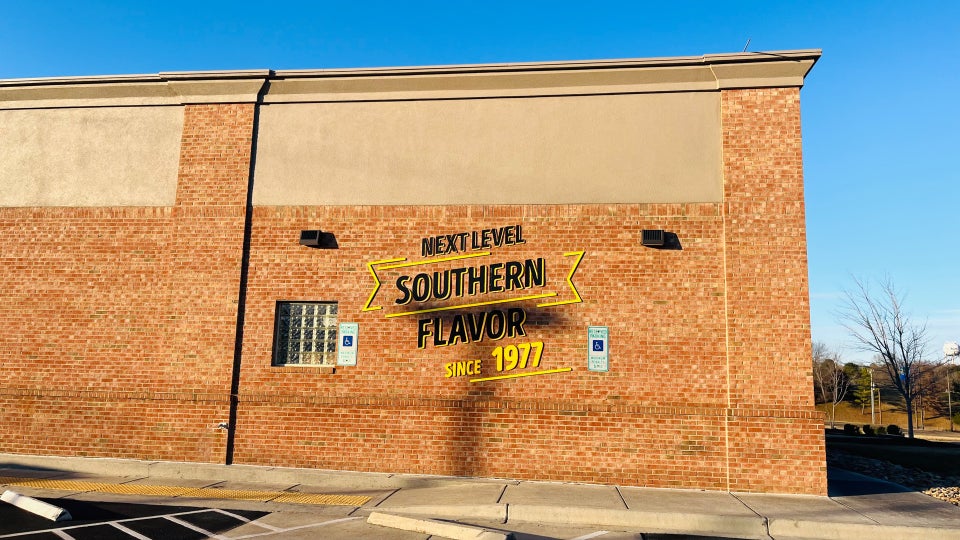 NEXT LEVEL
SOUTHERN
FLAVOR
SINCE 1977